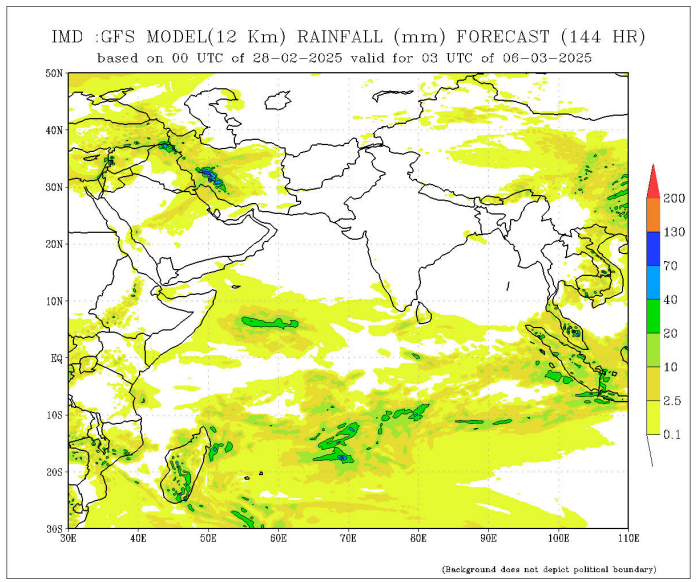 IMD :GFS MODEL(12 Km) RAINFALL (mm) FORECAST (144 HR)
based on 00 UTC of 28-02-2025 valid for 03 UTC of 06-03-2025
50N
40N
30N
20N
10N
EQ
10S
20S
30S
30E 40E 50E 60E 70E 80E 90E 100E 110E
200
130
70
40
20
10
2.5
0.1
(Background does not depict political boundary)